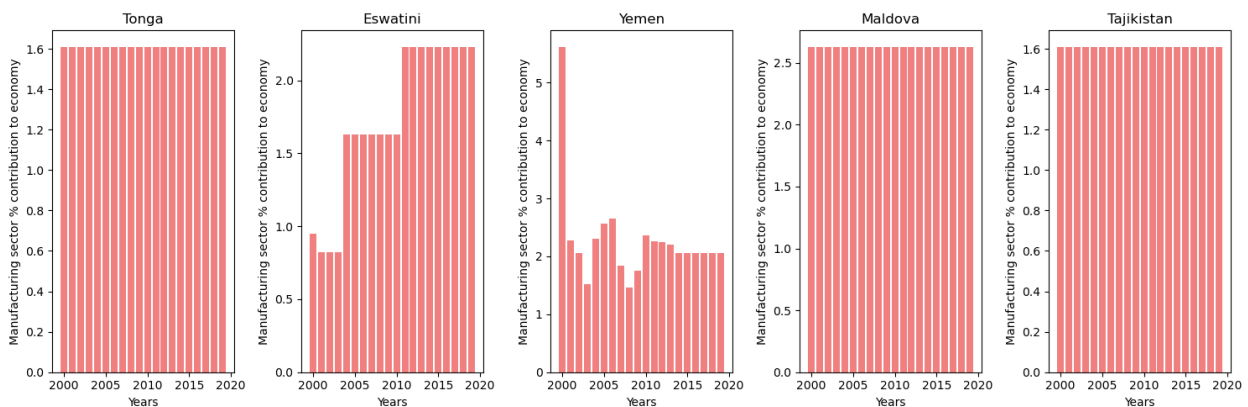 Tonga
Manufacturing sector % contribution to economy
1.6
1.4
1.2
1.0
0.8
0.6
0.4
0.2
0.0
2000 2005 2010 2015 2020
Years
Eswatini
Manufacturing sector % contribution to economy
2.0
1.5
1.0
0.5
0.0
2000 2005 2010 2015 2020
Years
Yemen
Manufacturing sector % contribution to economy
5
4
3
2
1
0
2000 2005 2010 2015 2020
Years
Maldova
Manufacturing sector % contribution to economy
2.5
2.0
1.5
1.0
0.5
0.0
2000 2005 2010 2015 2020
Years
Tajikistan
Manufacturing sector % contribution to economy
1.6
1.4
1.2
1.0
0.8
0.6
0.4
0.2
0.0
2000 2005 2010 2015 2020
Years